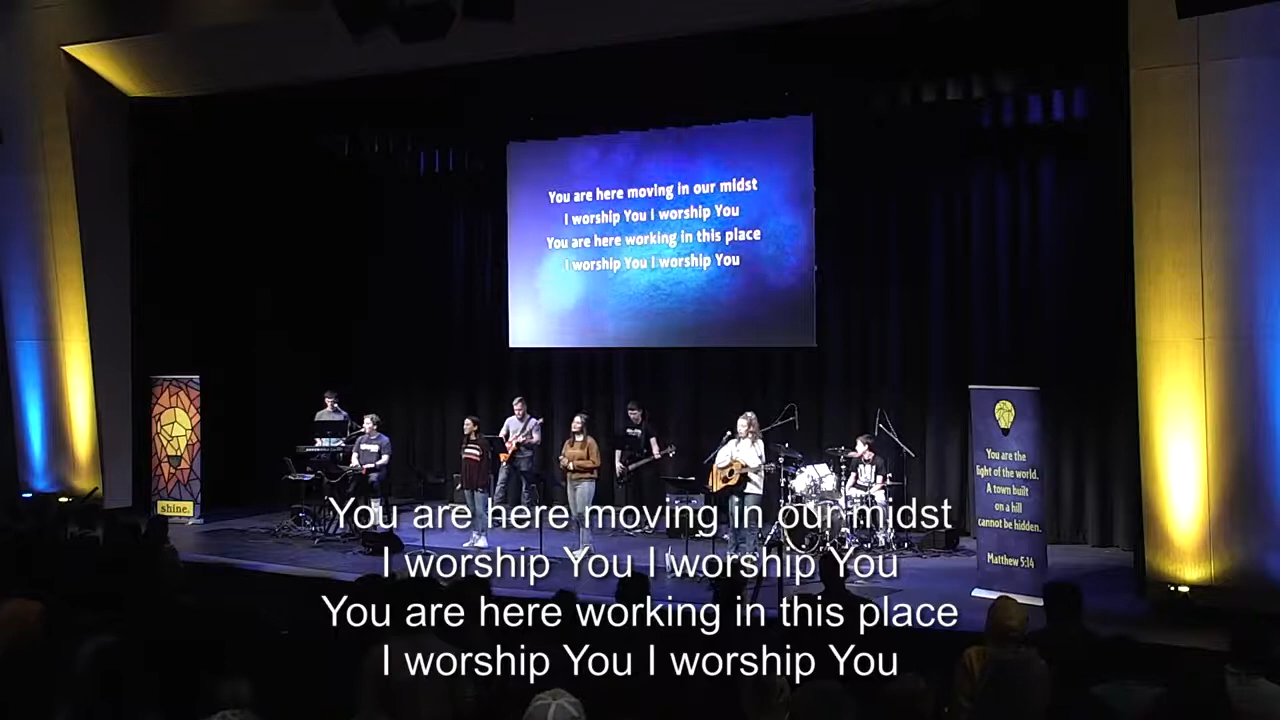 You are here moving in our midst
I worship You I worship You
You are here working in this place
I worship You I worship You
shine.
You are the
light of the world.
A town built
on a hill
cannot be hidden.
Matthew 5:14
You are here moving in our midst
I worship You I worship You
You are here working in this place
I worship You I worship You